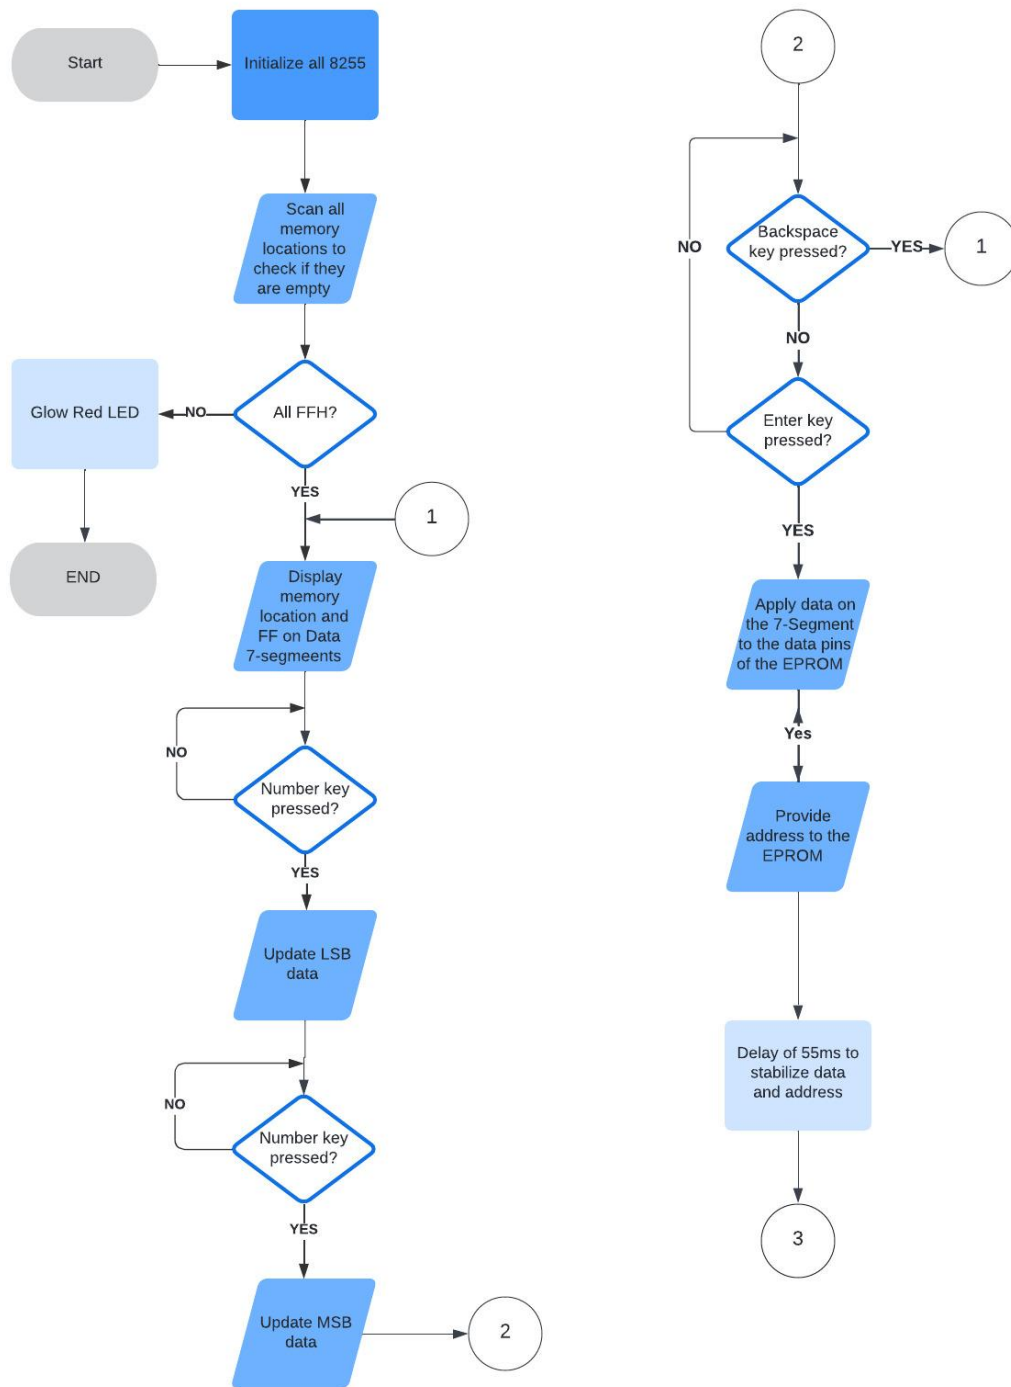 Start
Initialize all 8255
Scan all
memory
locations to
check if they
are empty
All FFH?
NO
Glow Red LED
END
YES
1
Display
memory
location and
FF on Data
7-segmeents
NO
Number key
pressed?
YES
Update LSB
data
NO
Number key
pressed?
YES
Update MSB
data
2
2
Backspace
key pressed?
YES
1
NO
NO
Enter key
pressed?
YES
Apply data on
the 7-Segment
to the data pins
of the EPROM
Yes
Provide
address to the
EPROM
Delay of 55ms to
stabilize data
and address
3